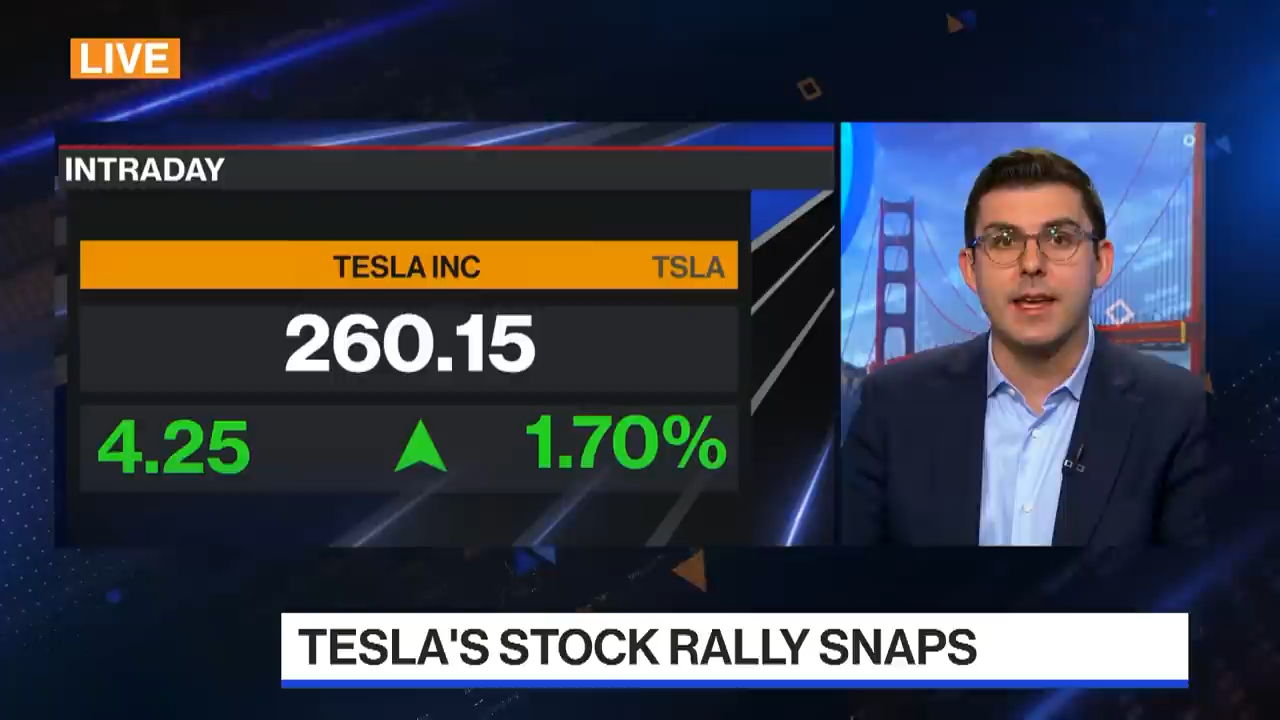 LIVE
INTRADAY
TESLA INC TSLA
260.15
4.25 1.70%
TESLA'S STOCK RALLY SNAPS